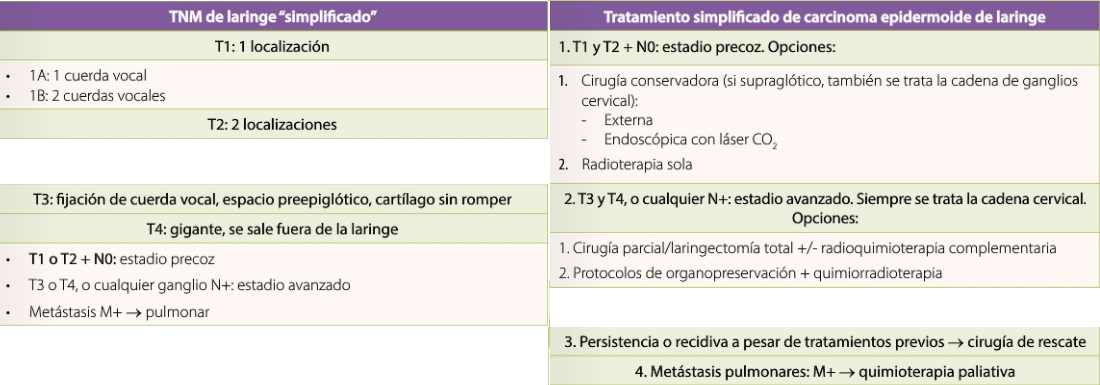 TNM de laringe “simplificado”
T1: 1 localización
• 1A: 1 cuerda vocal
• 1B: 2 cuerdas vocales
T2: 2 localizaciones
T3: fijación de cuerda vocal, espacio preepiglótico, cartílago sin romper
T4: gigante, se sale fuera de la laringe
• T1 o T2 + N0: estadio precoz
• T3 o T4, o cualquier ganglio N+: estadio avanzado
• Metástasis M+ → pulmonar
Tratamiento simplificado de carcinoma epidermoide de laringe
1. T1 y T2 + N0: estadio precoz. Opciones:
1. Cirugía conservadora (si supraglótico, también se trata la cadena de ganglios
cervical):
- Externa
- Endoscópica con láser CO2
2. Radioterapia sola
2. T3 y T4, o cualquier N+: estadio avanzado. Siempre se trata la cadena cervical.
Opciones:
1. Cirugía parcial/laringectomía total +/- radioquimioterapia complementaria
2. Protocolos de organopreservación + quimiorradioterapia
3. Persistencia o recidiva a pesar de tratamientos previos → cirugía de rescate
4. Metástasis pulmonares: M+ → quimioterapia paliativa